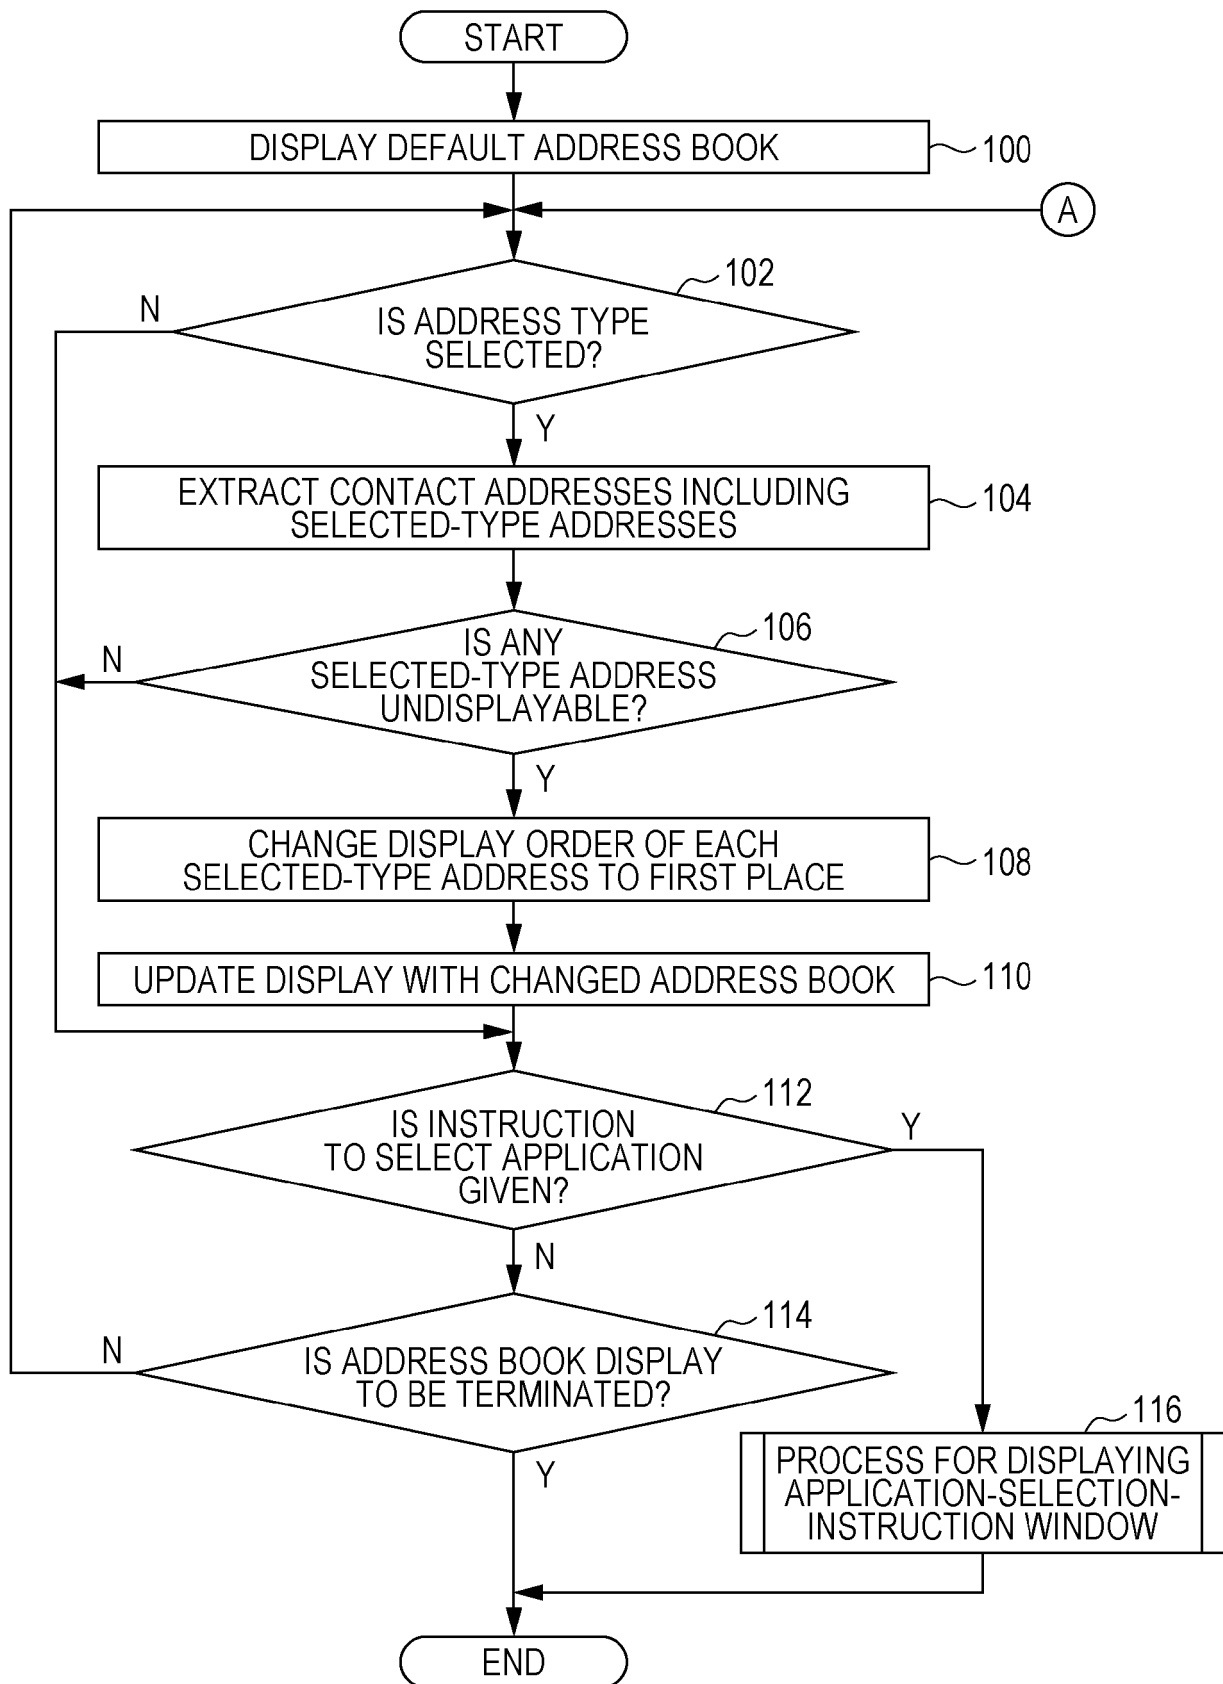 START
DISPLAY DEFAULT ADDRESS BOOK
100
A
102
N
IS ADDRESS TYPE
SELECTED?
Y
EXTRACT CONTACT ADDRESSES INCLUDING
SELECTED-TYPE ADDRESSES
104
106
N
IS ANY
SELECTED-TYPE ADDRESS
UNDISPLAYABLE?
Y
CHANGE DISPLAY ORDER OF EACH
SELECTED-TYPE ADDRESS TO FIRST PLACE
108
UPDATE DISPLAY WITH CHANGED ADDRESS BOOK
110
112
IS INSTRUCTION
TO SELECT APPLICATION
GIVEN?
Y
N
114
N
IS ADDRESS BOOK DISPLAY
TO BE TERMINATED?
Y
116
PROCESS FOR DISPLAYING
APPLICATION-SELECTION-
INSTRUCTION WINDOW
END